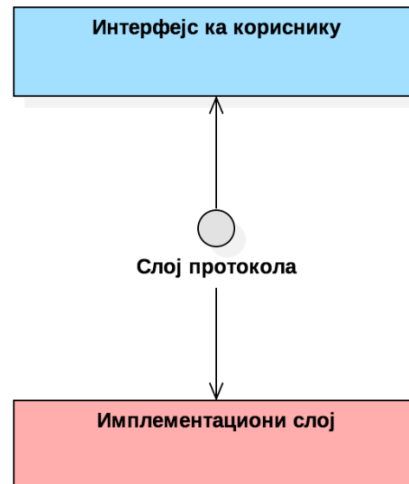 Интерфејс ка кориснику
Слој протокола
Имплементациони слој